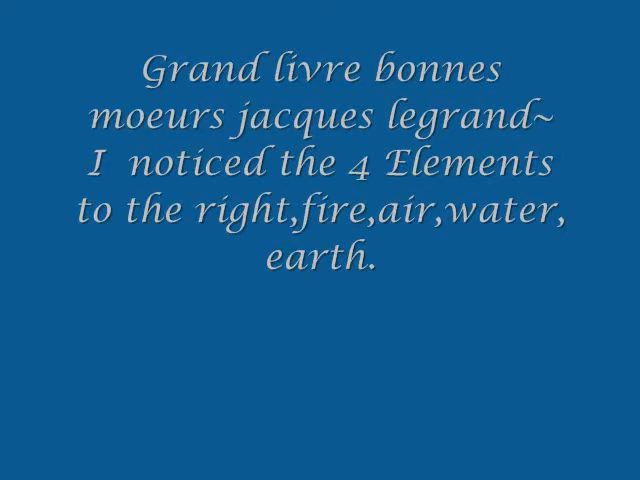 Grand livre bonnes
moeurs jacques legrand~
I  noticed the 4 Elements
to the right,fire,air,water,
earth.